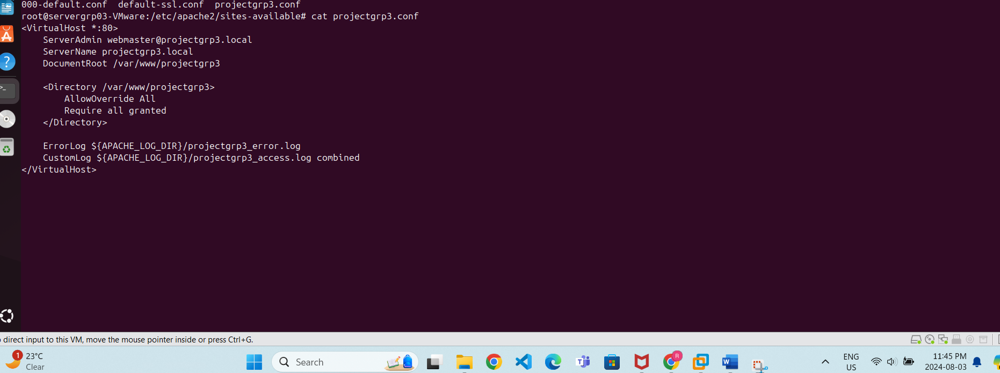 000-default.conf  default-ssl.conf  projectgrp3.conf
root@servergrp03-VMware:/etc/apache2/sites-available# cat projectgrp3.conf
<VirtualHost *:80>
    ServerAdmin webmaster@projectgrp3.local
    ServerName projectgrp3.local
    DocumentRoot /var/www/projectgrp3

    <Directory /var/www/projectgrp3>
        AllowOverride All
        Require all granted
    </Directory>

    ErrorLog ${APACHE_LOG_DIR}/projectgrp3_error.log
    CustomLog ${APACHE_LOG_DIR}/projectgrp3_access.log combined
</VirtualHost>
direct input to this VM, move the mouse pointer inside or press Ctrl+G.
1
23°C
Clear
Search
R
ENG
US
11:45 PM
2024-08-03